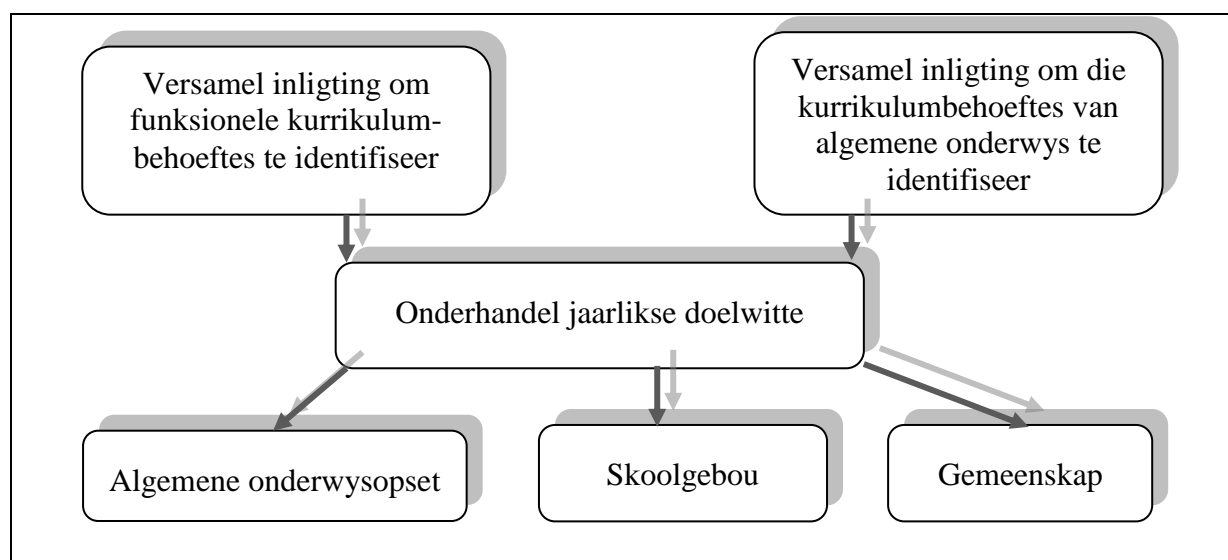 Versamel inligting om
funksionele kurrikulum-
behoeftes te identifiseer
Versamel inligting om die
kurrikulumbehoeftes van
algemene onderwys te
identifiseer
Onderhandel jaarlikse doelwitte
Algemene onderwysopset
Skoolgebou
Gemeenskap